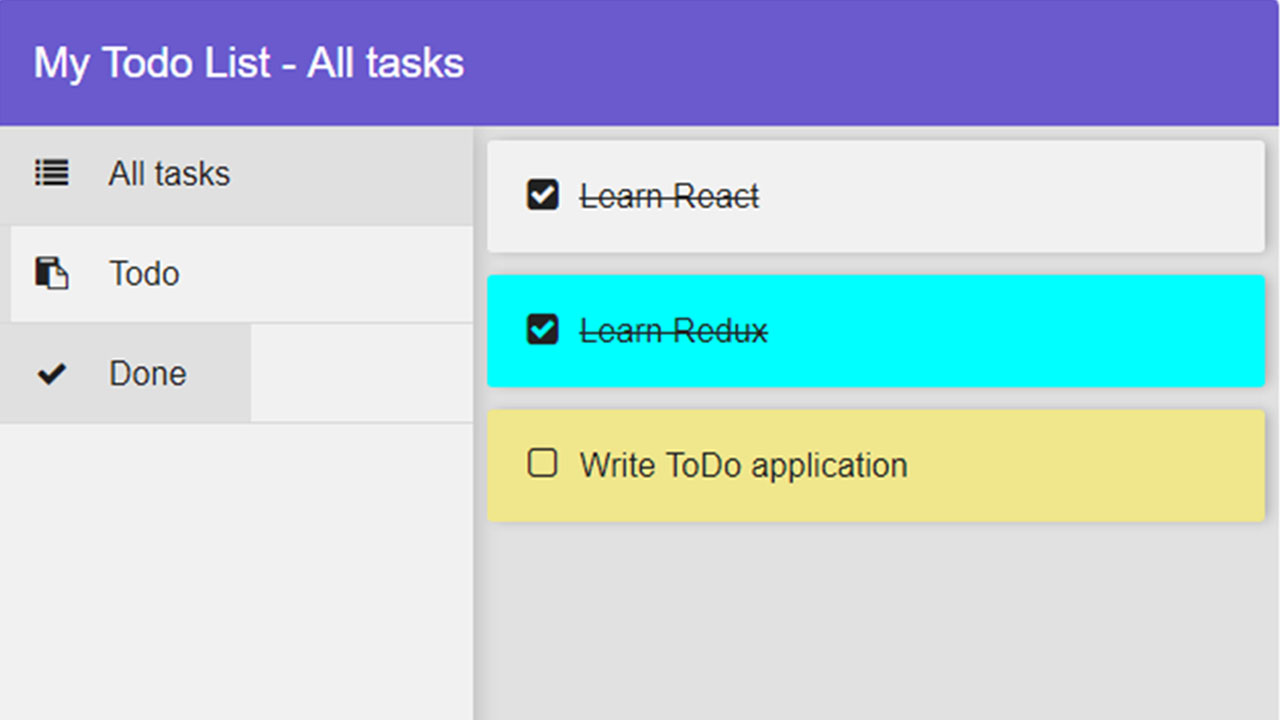 My Todo List - All tasks
All tasks
Todo
Done
Learn React
Learn Redux
Write ToDo application